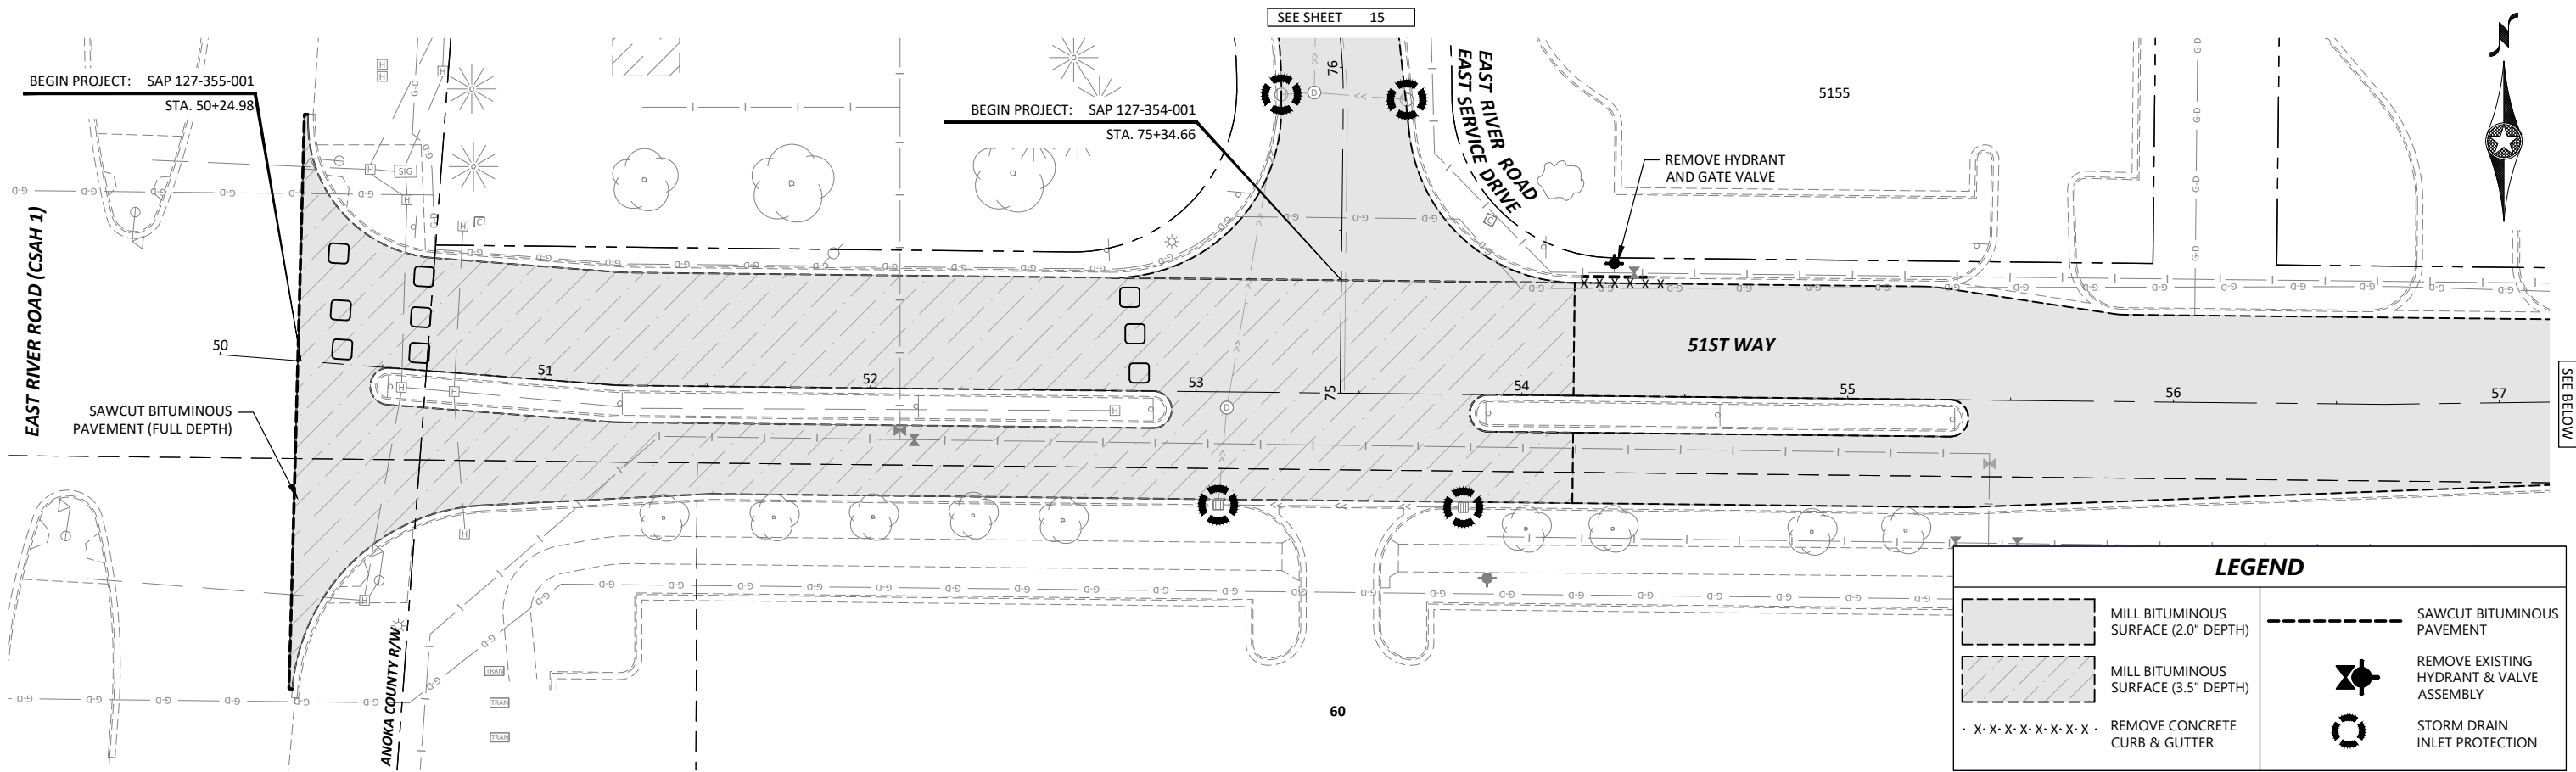 SEE SHEET 15
BEGIN PROJECT: SAP 127-355-001
STA. 50+24.98
BEGIN PROJECT: SAP 127-354-001
STA. 75+34.66
EAST RIVER ROAD
EAST SERVICE DRIVE
5155
REMOVE HYDRANT
AND GATE VALVE
N
76
75
EAST RIVER ROAD (CSAH 1)
SIG
H
C
D
G-D
50
51
52
53
54
55
56
57
51ST WAY
SEE BELOW
SAWCUT BITUMINOUS
PAVEMENT (FULL DEPTH)
ANOKA COUNTY R/W
TRAN
TRAN
TRAN
60
LEGEND
MILL BITUMINOUS
SURFACE (2.0" DEPTH)
MILL BITUMINOUS
SURFACE (3.5" DEPTH)
· X·X·X·X·X·X·X·X ·
REMOVE CONCRETE
CURB & GUTTER
SAWCUT BITUMINOUS
PAVEMENT
REMOVE EXISTING
HYDRANT & VALVE
ASSEMBLY
STORM DRAIN
INLET PROTECTION